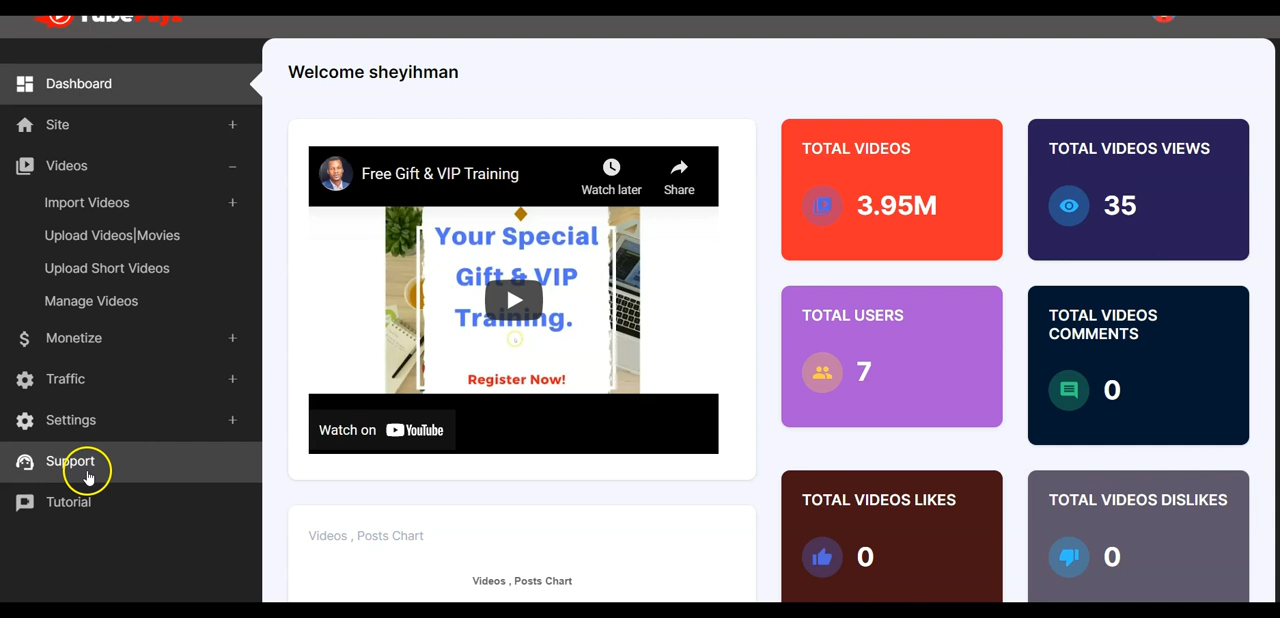 Welcome sheyihman
Dashboard
Site
Videos
Import Videos
Upload Videos|Movies
Upload Short Videos
Manage Videos
Monetize
Traffic
Settings
Support
Tutorial
Free Gift & VIP Training
Watch later
Share
Your Special
Gift & VIP
Training.
Register Now!
Watch on YouTube
Videos , Posts Chart
Videos , Posts Chart
TOTAL VIDEOS
3.95M
TOTAL VIDEOS VIEWS
35
TOTAL USERS
7
TOTAL VIDEOS
COMMENTS
0
TOTAL VIDEOS LIKES
0
TOTAL VIDEOS DISLIKES
0